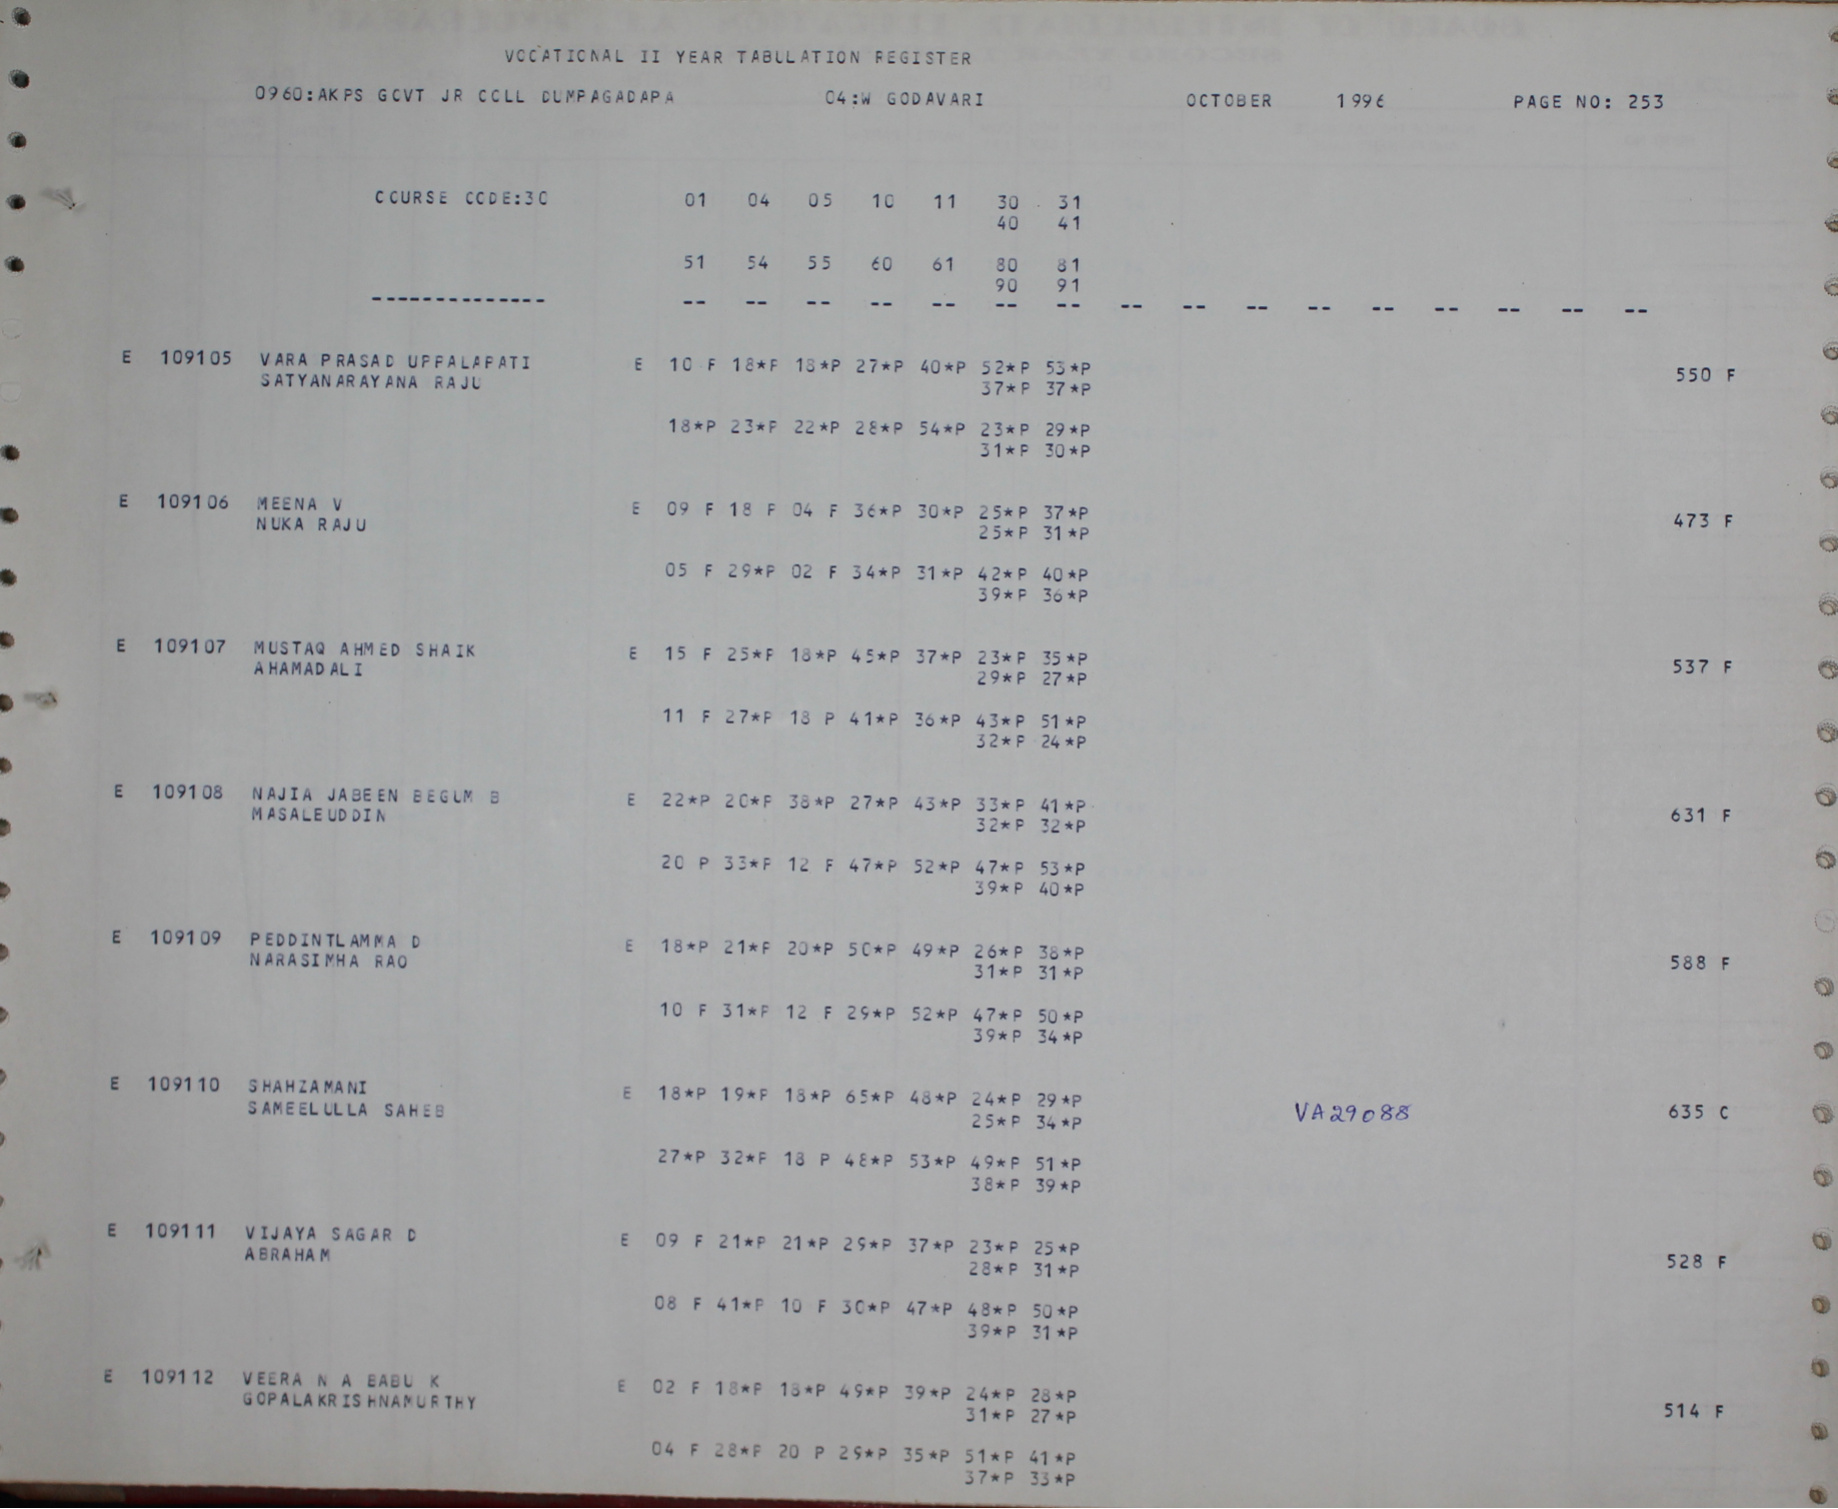 VOCATIONAL II YEAR TABULATION REGISTER
0960:AKPS GOVT JR COLL DUMPAGADAPA 04:W GODAVARI OCTOBER 1996 PAGE NO: 253
COURSE CODE:30 01 04 05 10 11 30 31
40 41
51 54 55 60 61 80 81
90 91
-------------- -- -- -- -- -- -- -- -- -- -- -- -- -- -- -- --
E 109105 VARA PRASAD UPPALAPATI E 10 F 18*P 18*P 27*P 40*P 52*P 53*P
SATYANARAYANA RAJU 37*P 37*P 550 F
18*P 23*P 22*P 28*P 54*P 23*P 29*P
31*P 30*P
E 109106 MEENA V E 09 F 18 P 04 F 36*P 30*P 25*P 37*P
NUKA RAJU 25*P 31*P 473 F
05 F 29*P 02 F 34*P 31*P 42*P 40*P
39*P 36*P
E 109107 MUSTAQ AHMED SHAIK E 15 F 25*P 18*P 45*P 37*P 23*P 35*P
AHAMADALI 29*P 27*P 537 F
11 F 27*P 18 P 41*P 36*P 43*P 51*P
32*P 24*P
E 109108 NAJIA JABEEN BEGUM B E 22*P 20*P 38*P 27*P 43*P 33*P 41*P
MASALEUDDIN 32*P 32*P 631 F
20 P 33*P 12 F 47*P 52*P 47*P 53*P
39*P 40*P
E 109109 PEDDINTLAMMA D E 18*P 21*P 20*P 50*P 49*P 26*P 38*P
NARASIMHA RAO 31*P 31*P 588 F
10 F 31*P 12 F 29*P 52*P 47*P 50*P
39*P 34*P
E 109110 SHAHZAMANI E 18*P 19*P 18*P 65*P 48*P 24*P 29*P
SAMEELULLA SAHEB 25*P 34*P VA29088 635 C
27*P 32*P 18 P 48*P 53*P 49*P 51*P
38*P 39*P
E 109111 VIJAYA SAGAR D E 09 F 21*P 21*P 29*P 37*P 23*P 25*P
ABRAHAM 28*P 31*P 528 F
08 F 41*P 10 F 30*P 47*P 48*P 50*P
39*P 31*P
E 109112 VEERA N A BABU K E 02 F 18*P 18*P 49*P 39*P 24*P 28*P
GOPALAKRISHNAMURTHY 31*P 27*P 514 F
04 F 28*P 20 P 29*P 35*P 51*P 41*P
37*P 33*P